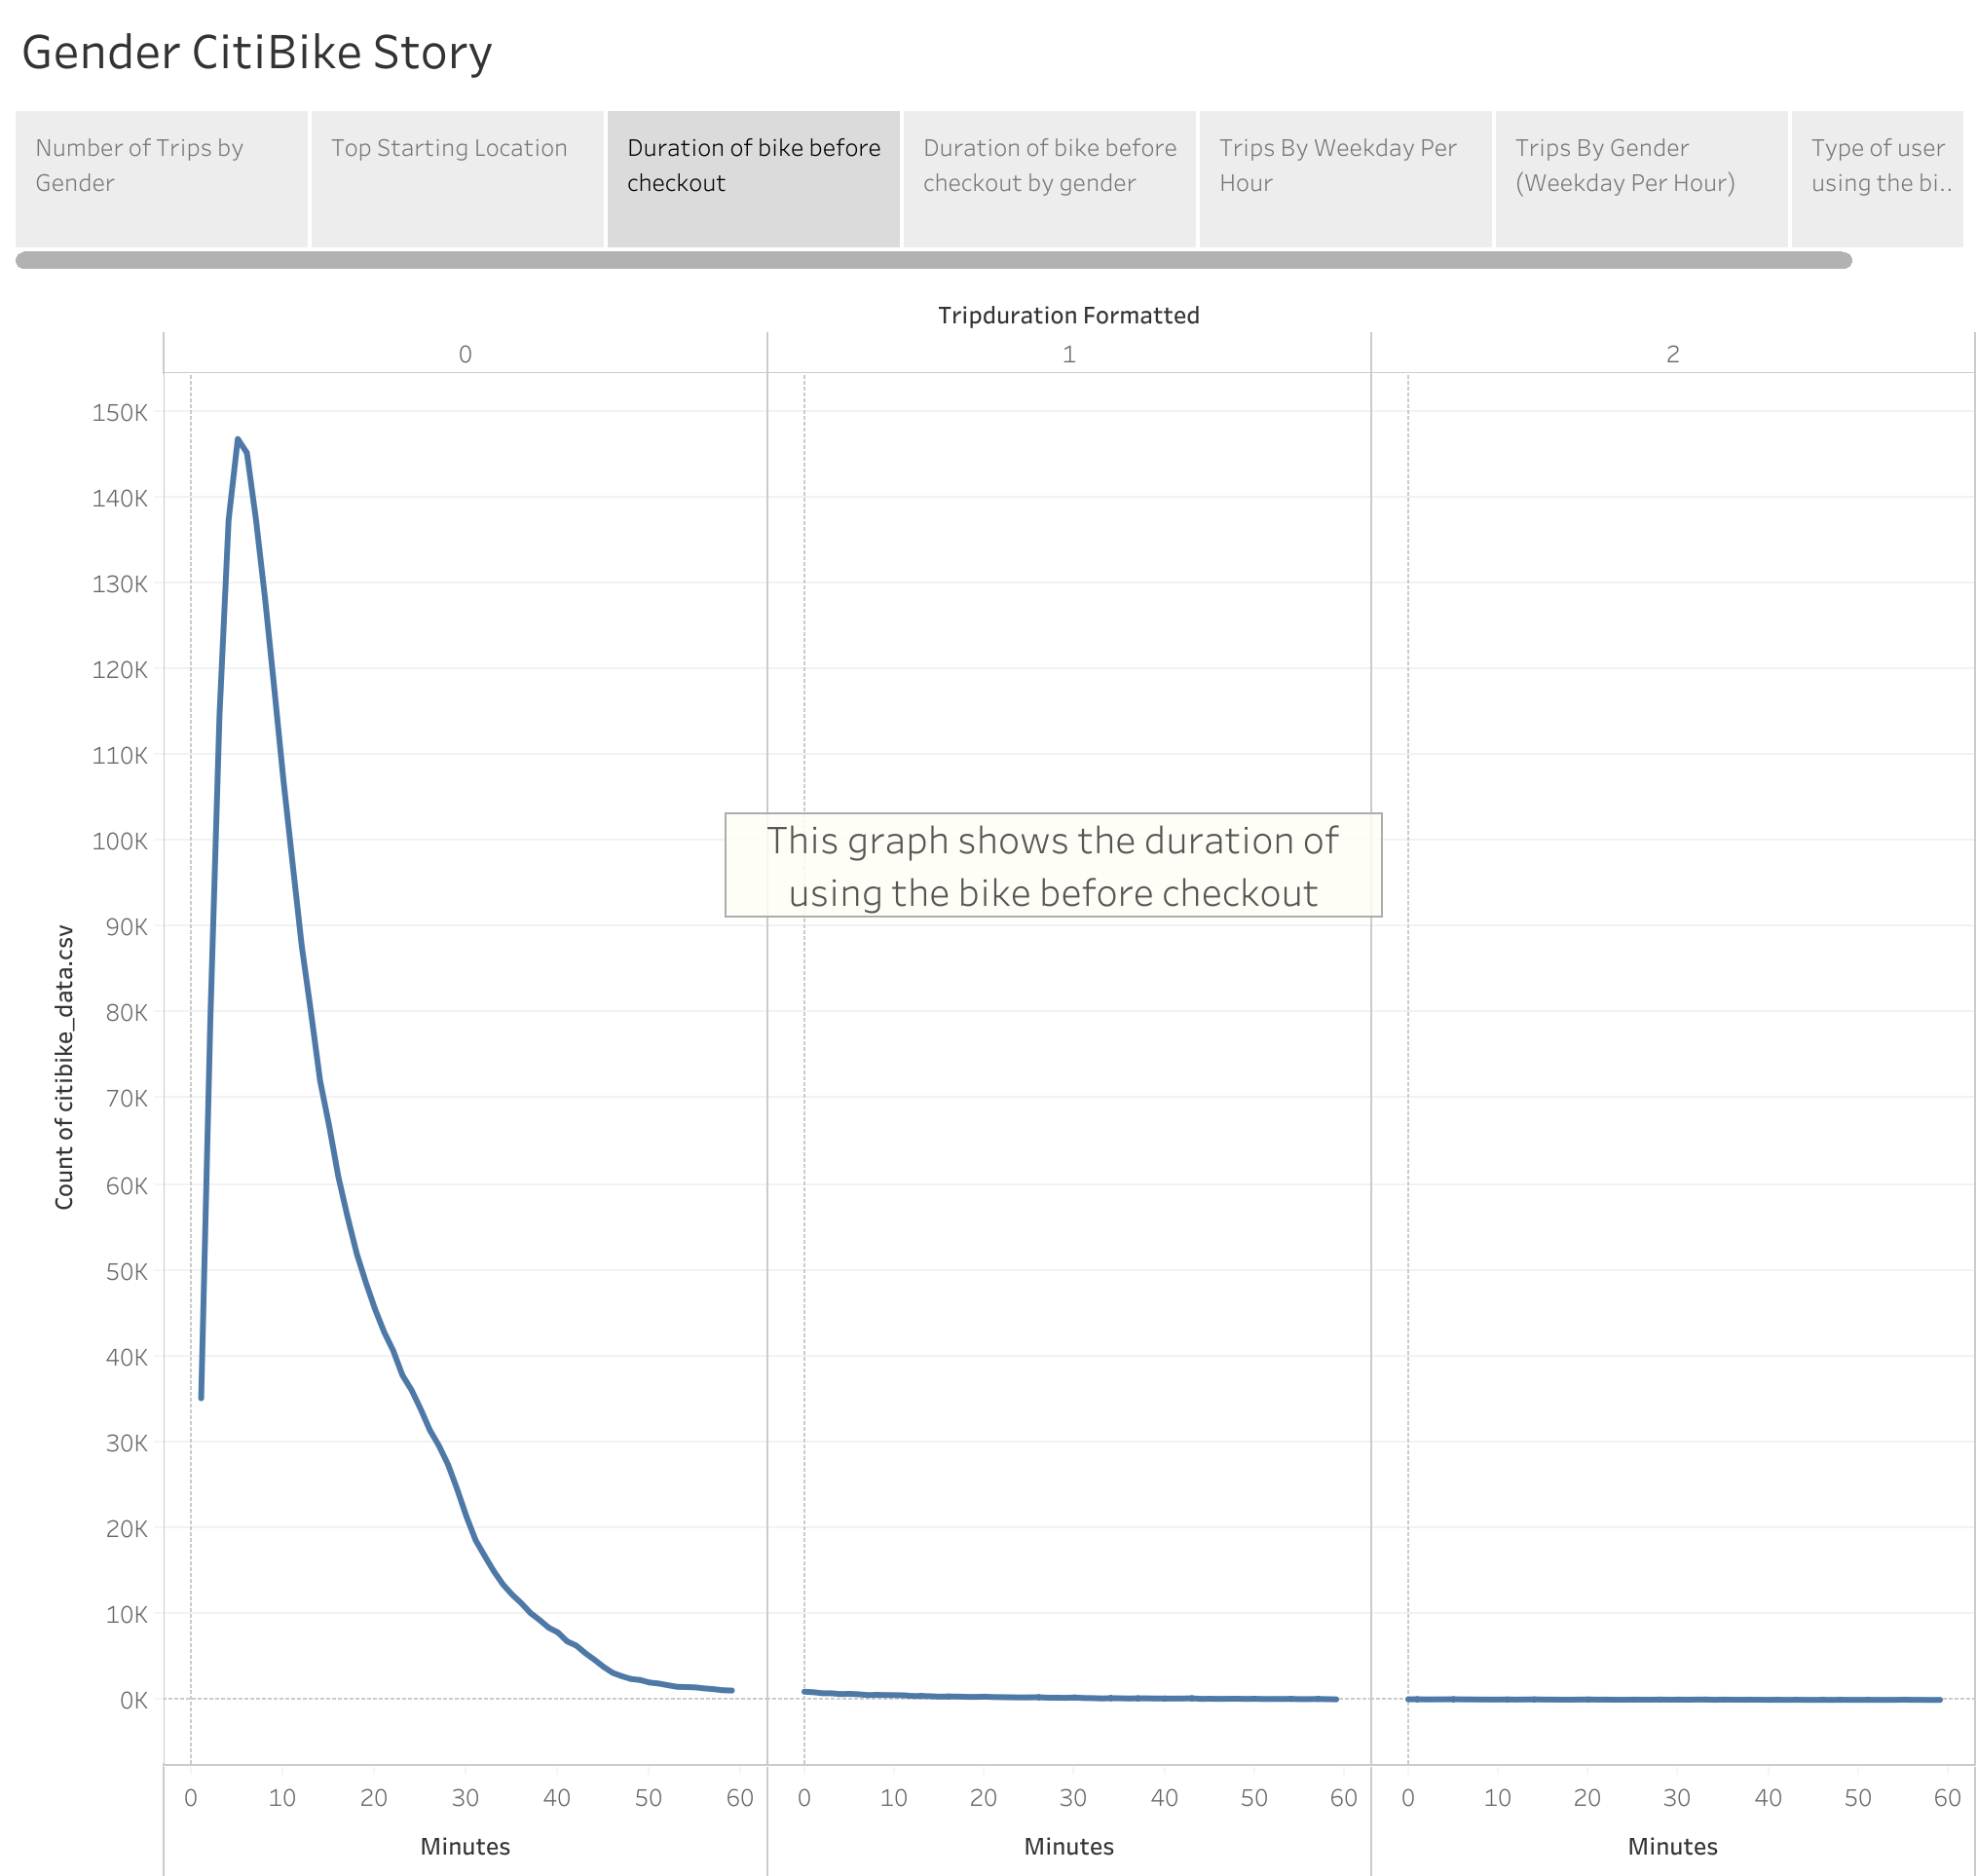 Gender CitiBike Story
Number of Trips by
Gender
Top Starting Location
Duration of bike before
checkout
Duration of bike before
checkout by gender
Trips By Weekday Per
Hour
Trips By Gender
(Weekday Per Hour)
Type of user
using the bi..
Tripduration Formatted
0 1 2
150K
140K
130K
120K
110K
100K
90K
80K
70K
60K
50K
40K
30K
20K
10K
0K
Count of citibike_data.csv
This graph shows the duration of
using the bike before checkout
0 10 20 30 40 50 60 0 10 20 30 40 50 60 0 10 20 30 40 50 60
Minutes Minutes Minutes